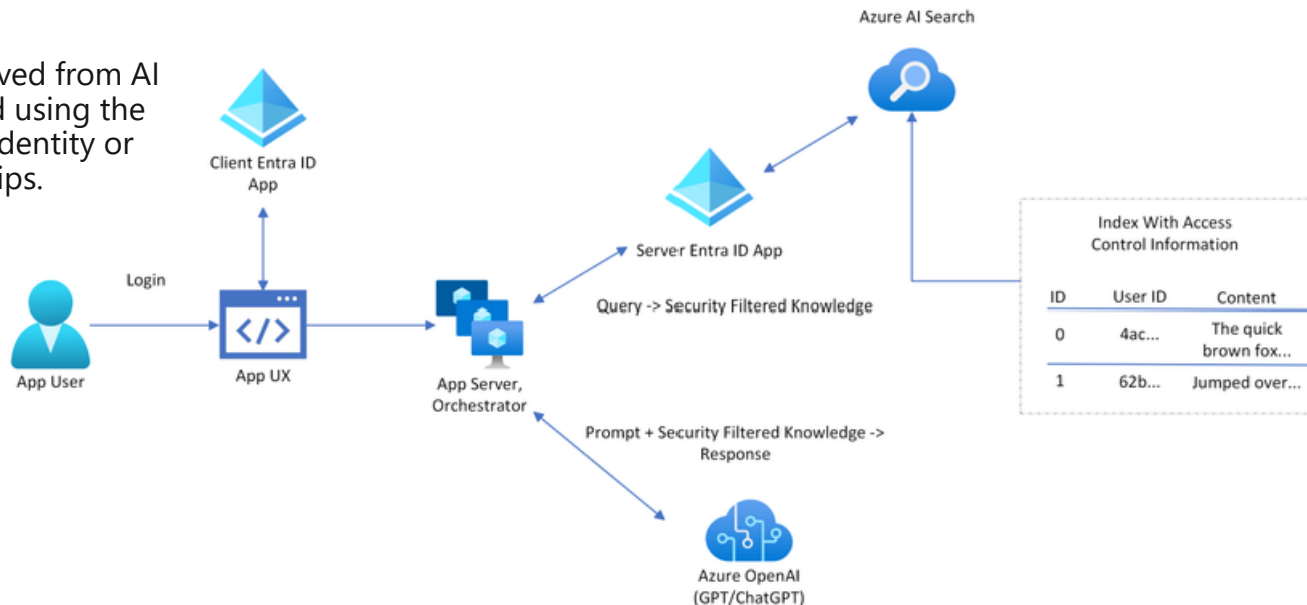 Azure AI Search
ved from AI
using the
dentity or
ips.
Client Entra ID
App
Login
App User
App UX
App Server,
Orchestrator
Server Entra ID App
Query -> Security Filtered Knowledge
Prompt + Security Filtered Knowledge ->
Response
Azure OpenAI
(GPT/ChatGPT)
Index With Access
Control Information
ID User ID Content
0 4ac... The quick
brown fox...
1 62b... Jumped over...